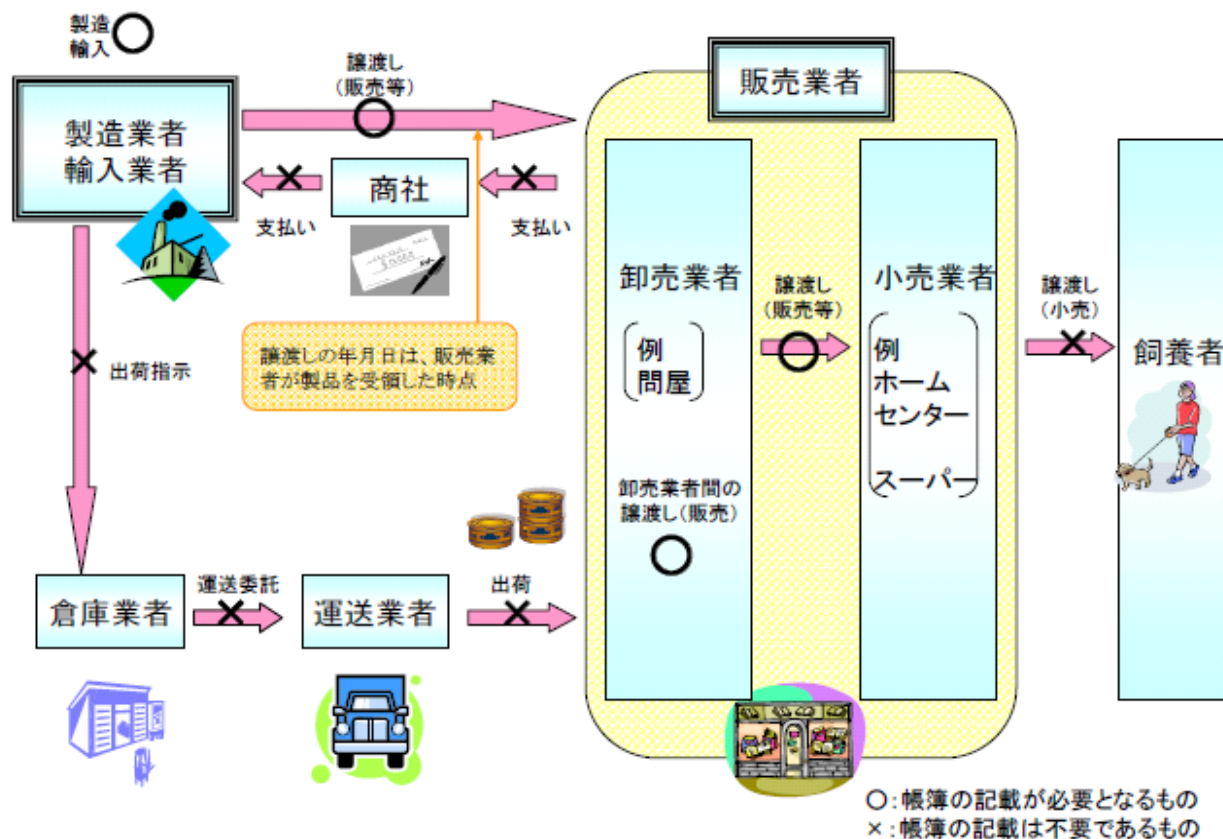 製造
輸入
譲渡し
(販売等)
販売業者
製造業者
輸入業者
商社
支払い
支払い
卸売業者
例
問屋
譲渡し
(販売等)
小売業者
例
ホーム
センター
スーパー
譲渡し
(小売)
飼養者
出荷指示
譲渡しの年月日は、販売業
者が製品を受領した時点
卸売業者間の
譲渡し(販売)
倉庫業者
運送委託
運送業者
出荷
○:帳簿の記載が必要となるもの
×:帳簿の記載は不要であるもの